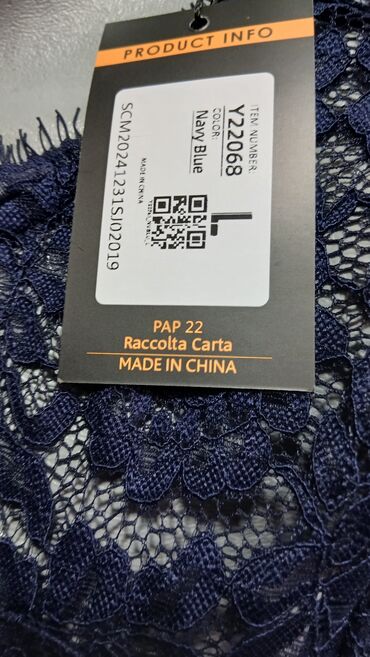 PRODUCT INFO
ITEM NUMBER:
Y22068
COLOR:
Navy Blue
L
MADE IN CHINA
SCM20241231SJ02019
PAP 22
Raccolta Carta
MADE IN CHINA